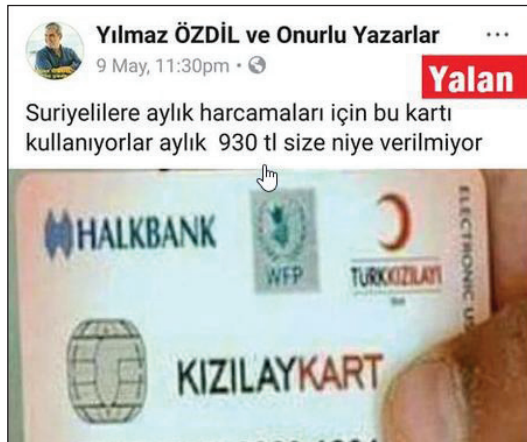 Yılmaz ÖZDİL ve Onurlu Yazarlar
9 May, 11:30pm
Yalan
Suriyelilere aylık harcamaları için bu kartı
kullanıyorlar aylık 930 tl size niye verilmiyor
HALKBANK
WFP
TÜRKKIZILAYI
ELECTRONIC
KIZILAYKART